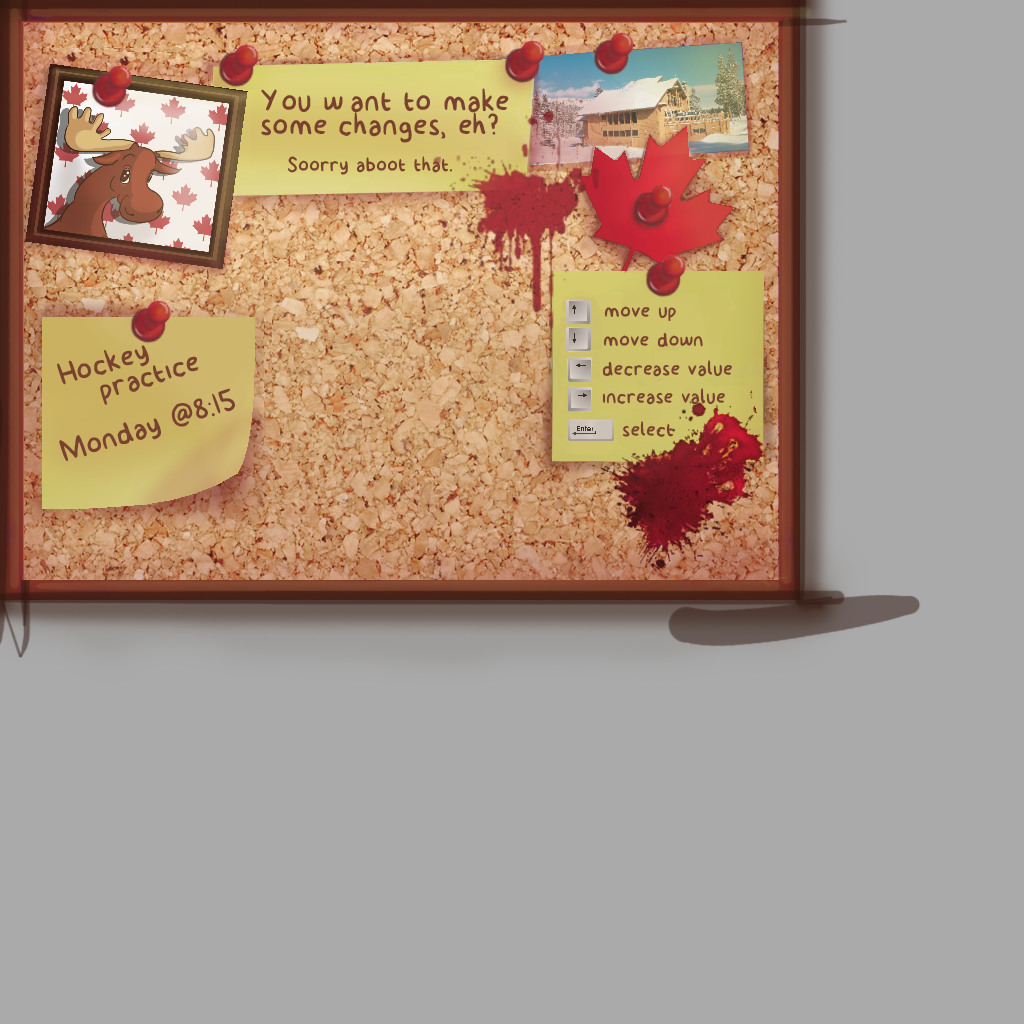 You want to make
some changes, eh?
Soorry aboot that.
Hockey
practice
Monday @8:15
↑ move up
↓ move down
← decrease value
→ increase value
Enter select